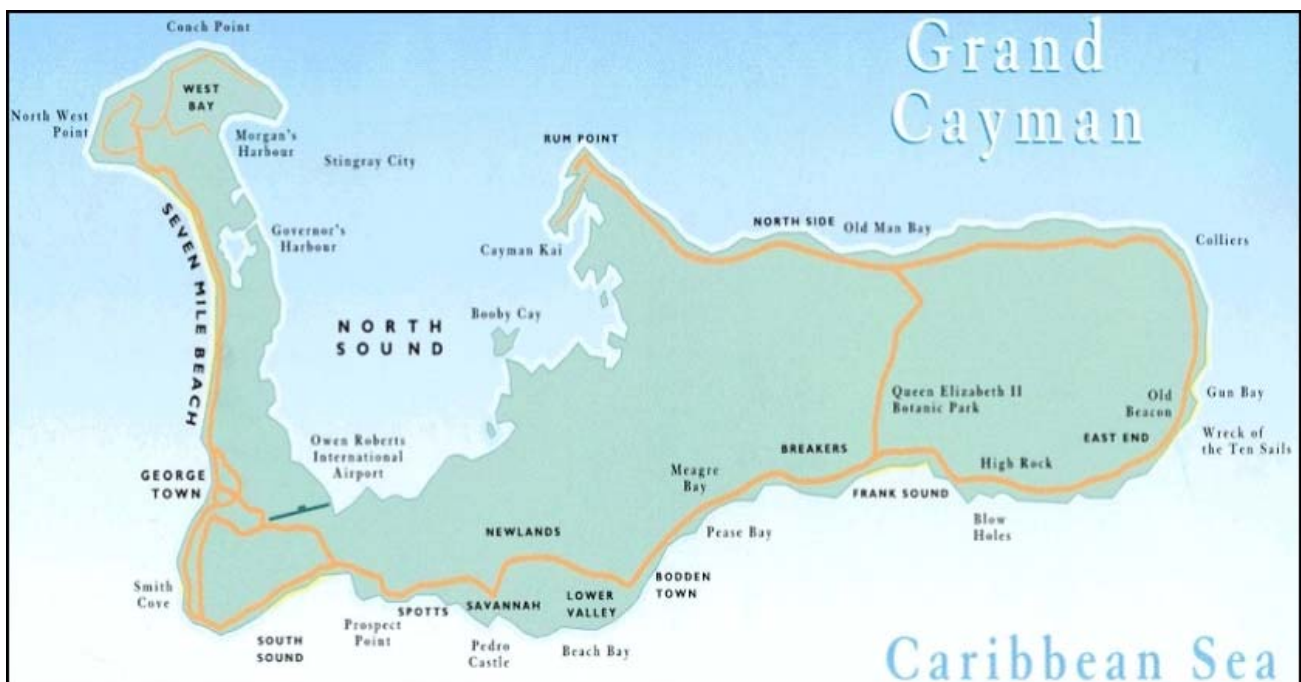 Conch Point
Grand
Cayman
WEST
BAY
North West
Point
Morgan's
Harbour
Stingray City
RUM POINT
SEVEN MILE BEACH
Governor's
Harbour
NORTH SIDE
Old Man Bay
Colliers
Cayman Kai
Booby Cay
NORTH
SOUND
Queen Elizabeth II
Botanic Park
Old
Beacon
Gun Bay
EAST END
Wreck of
the Ten Sails
Owen Roberts
International
Airport
GEORGE
TOWN
BREAKERS
Meagre
Bay
High Rock
FRANK SOUND
Blow
Holes
NEWLANDS
Pease Bay
Smith
Cove
BODDEN
TOWN
LOWER
VALLEY
SPOTTS
SAVANNAH
Prospect
Point
SOUTH
SOUND
Pedro
Castle
Beach Bay
Caribbean Sea